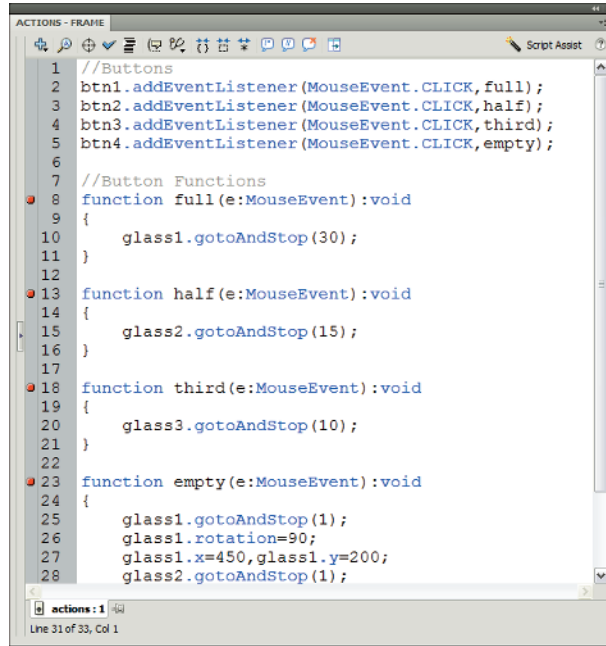 ACTIONS - FRAME
Script Assist
1 //Buttons
2 btn1.addEventListener(MouseEvent.CLICK,full);
3 btn2.addEventListener(MouseEvent.CLICK,half);
4 btn3.addEventListener(MouseEvent.CLICK,third);
5 btn4.addEventListener(MouseEvent.CLICK,empty);
6
7 //Button Functions
8 function full(e:MouseEvent):void
9 {
10 glass1.gotoAndStop(30);
11 }
12
13 function half(e:MouseEvent):void
14 {
15 glass2.gotoAndStop(15);
16 }
17
18 function third(e:MouseEvent):void
19 {
20 glass3.gotoAndStop(10);
21 }
22
23 function empty(e:MouseEvent):void
24 {
25 glass1.gotoAndStop(1);
26 glass1.rotation=90;
27 glass1.x=450,glass1.y=200;
28 glass2.gotoAndStop(1);
actions : 1
Line 31 of 33, Col 1